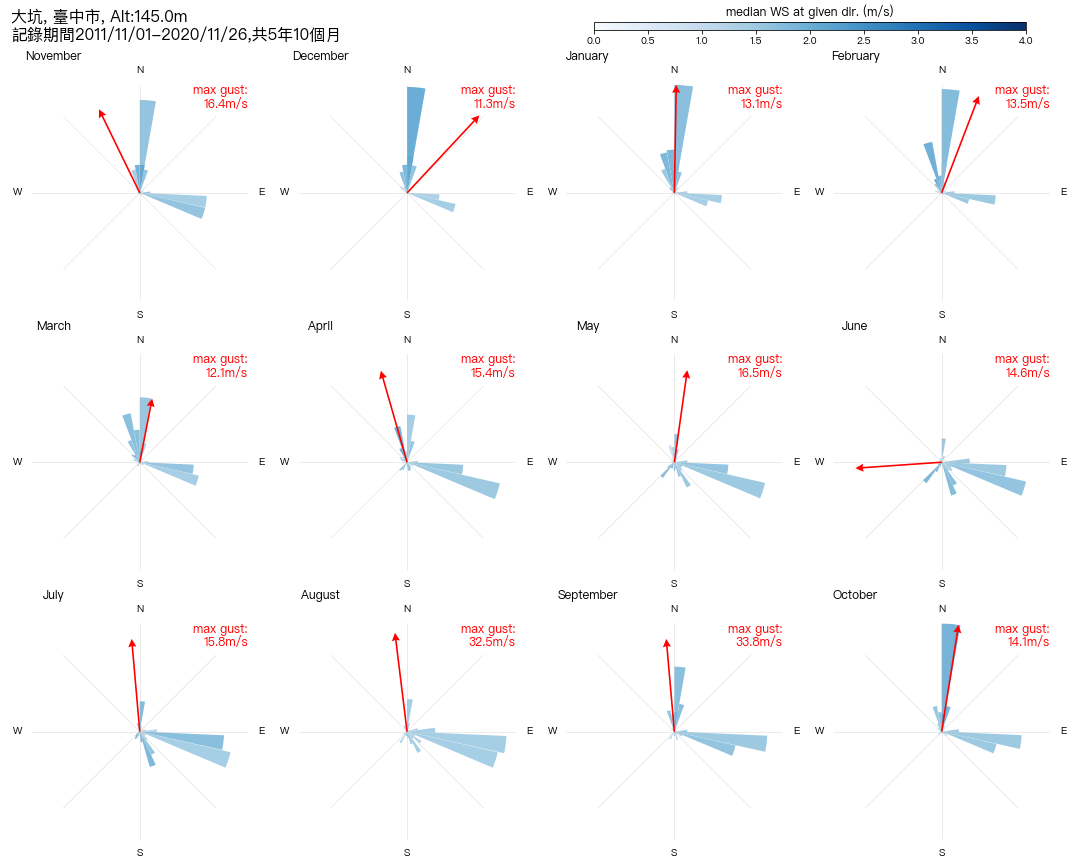 大坑, 臺中市, Alt:145.0m
記錄期間2011/11/01-2020/11/26,共5年10個月
median WS at given dir. (m/s)
0.0 0.5 1.0 1.5 2.0 2.5 3.0 3.5 4.0
November
N
max gust:
16.4m/s
W
E
S
December
N
max gust:
11.3m/s
W
E
S
January
N
max gust:
13.1m/s
W
E
S
February
N
max gust:
13.5m/s
W
E
S
March
N
max gust:
12.1m/s
W
E
S
April
N
max gust:
15.4m/s
W
E
S
May
N
max gust:
16.5m/s
W
E
S
June
N
max gust:
14.6m/s
W
E
S
July
N
max gust:
15.8m/s
W
E
S
August
N
max gust:
32.5m/s
W
E
S
September
N
max gust:
33.8m/s
W
E
S
October
N
max gust:
14.1m/s
W
E
S